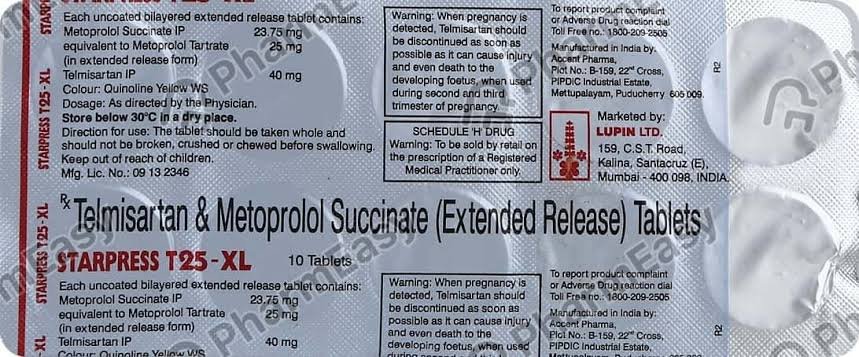 STARPRESS T25-XL
Each uncoated bilayered extended release tablet contains:
Metoprolol Succinate IP 23.75 mg
equivalent to Metoprolol Tartrate 25 mg
(in extended release form)
Telmisartan IP 40 mg
Colour: Quinoline Yellow WS
Dosage: As directed by the Physician.
Store below 30°C in a dry place.
Direction for use: The tablet should be taken whole and
should not be broken, crushed or chewed before swallowing.
Keep out of reach of children.
Mfg. Lic. No.: 09 13 2346
Warning: When pregnancy is
detected, Telmisartan should
be discontinued as soon as
possible as it can cause injury
and even death to the
developing foetus, when used
during second and third
trimester of pregnancy.
SCHEDULE 'H' DRUG
Warning: To be sold by retail on
the prescription of a Registered
Medical Practitioner only.
To report product complaint
or Adverse Drug reaction dial
Toll Free no.: 1800-209-2505
Manufactured in India by:
Accent Pharma,
Plot No.: B-159, 22nd Cross,
PIPDIC Industrial Estate,
Mettupalayam, Puducherry 605 009.
Marketed by:
LUPIN LTD.
159, C.S.T. Road,
Kalina, Santacruz (E),
Mumbai - 400 098, INDIA.
R2
STARPRESS
STARPRESS T25-XL
STARPRESS T25-XL
-XL
Rx Telmisartan & Metoprolol Succinate (Extended Release) Tablets
STARPRESS T25-XL 10 Tablets
Each uncoated bilayered extended release tablet contains:
Metoprolol Succinate IP 23.75 mg
equivalent to Metoprolol Tartrate 25 mg
(in extended release form)
Telmisartan IP 40 mg
Colour: Quinoline Yellow WS
Warning: When pregnancy is
detected, Telmisartan should
be discontinued as soon as
possible as it can cause injury
and even death to the
developing foetus, when used
during second and third
To report product complaint
or Adverse Drug reaction dial
Toll Free no.: 1800-209-2505
Manufactured in India by:
Accent Pharma,
Plot No.: B-159, 22nd Cross,
PIPDIC Industrial Estate,
Mettupalayam, Puducherry 605 009.
R2
PharmEasy